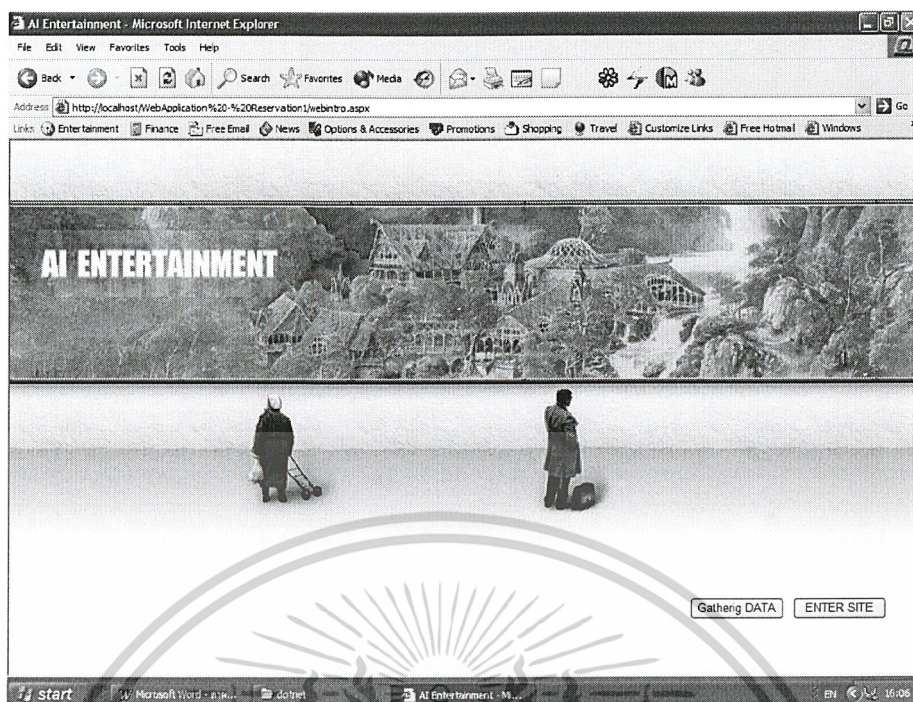 AI Entertainment - Microsoft Internet Explorer
File Edit View Favorites Tools Help
Back Search Favorites Media
Address http://localhost/WebApplication%20-%20Reservation1/webintro.aspx Go
Links Entertainment Finance Free Email News Options & Accessories Promotions Shopping Travel Customize Links Free Hotmail Windows
AI ENTERTAINMENT
Gatherig DATA ENTER SITE
start Microsoft Word - ... dotnet AI Entertainment - Mi... EN 16:06